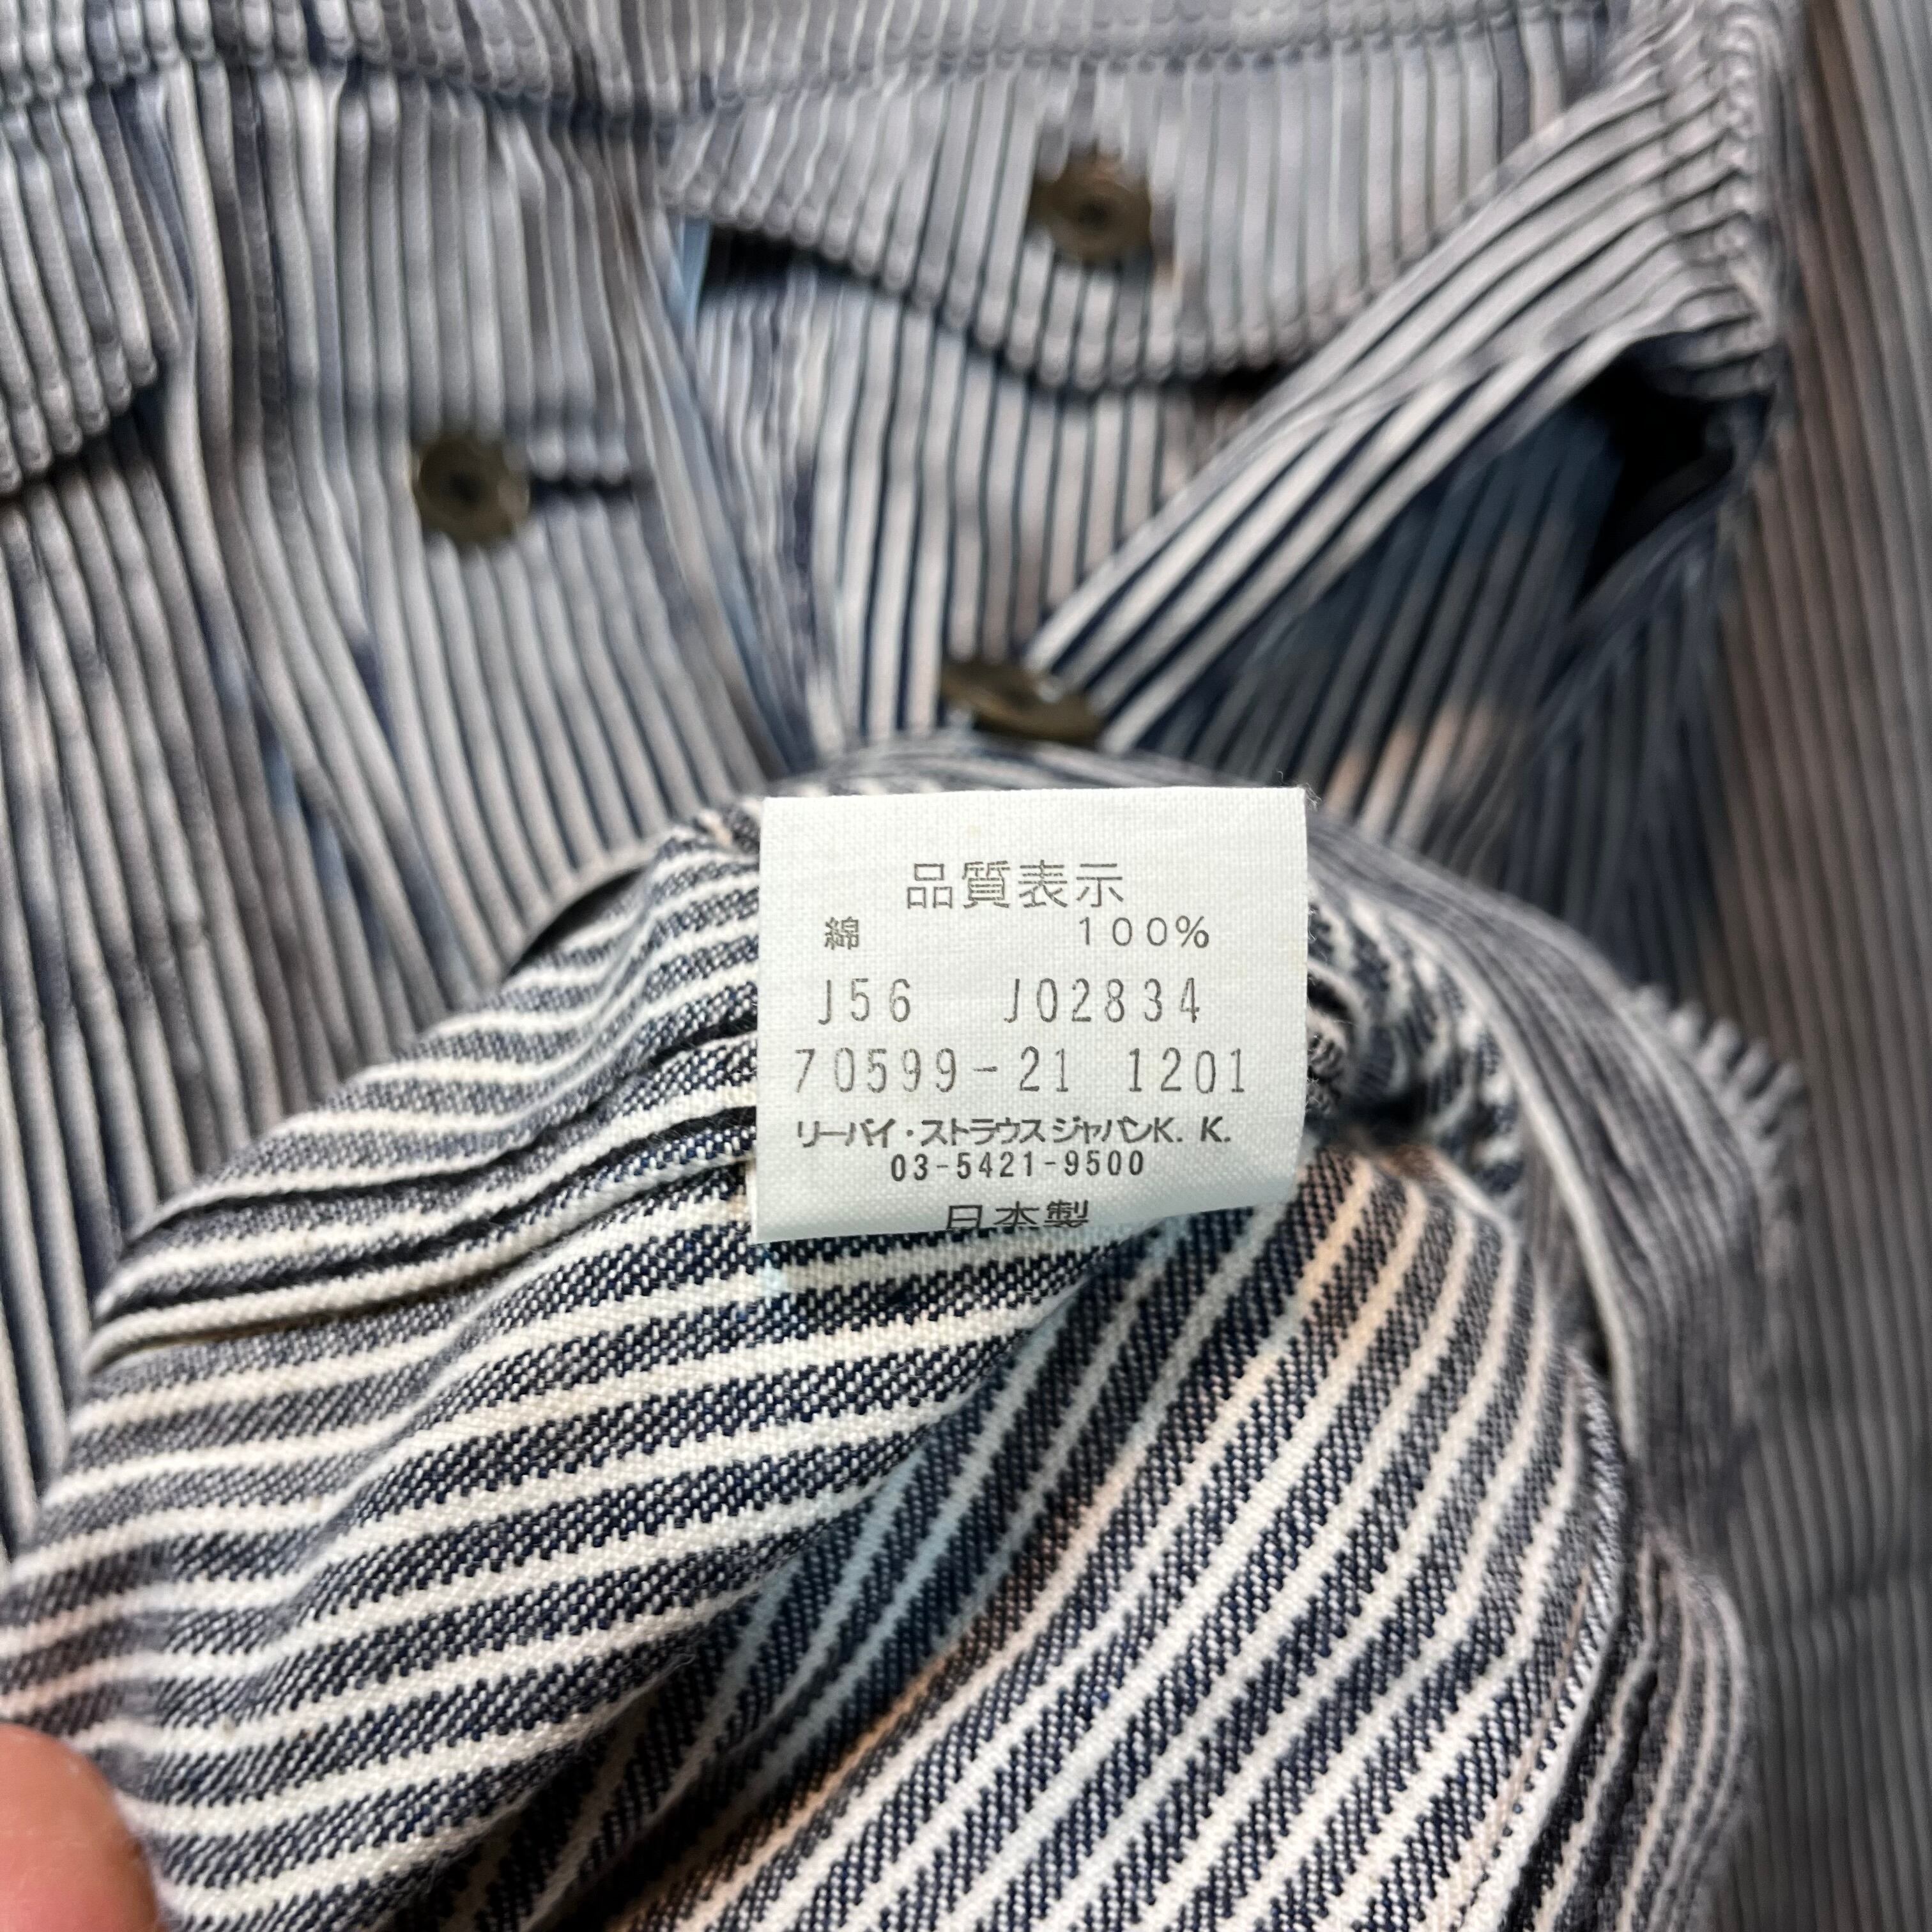 品質表示
綿 100%
J56 J02834
70599-21 1201
リーバイ・ストラウスジャパンK. K.
03-5421-9500
日本製